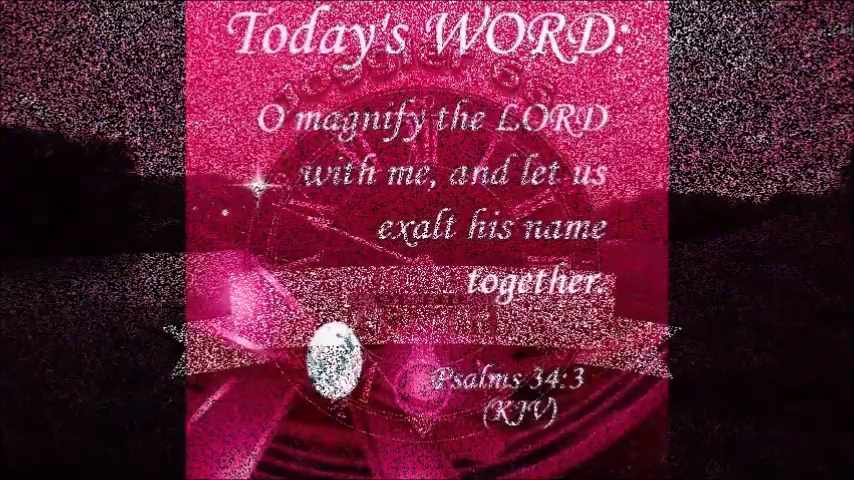 Today's WORD:
O magnify the LORD
with me, and let us
exalt his name
together.
Psalms 34:3
(KJV)